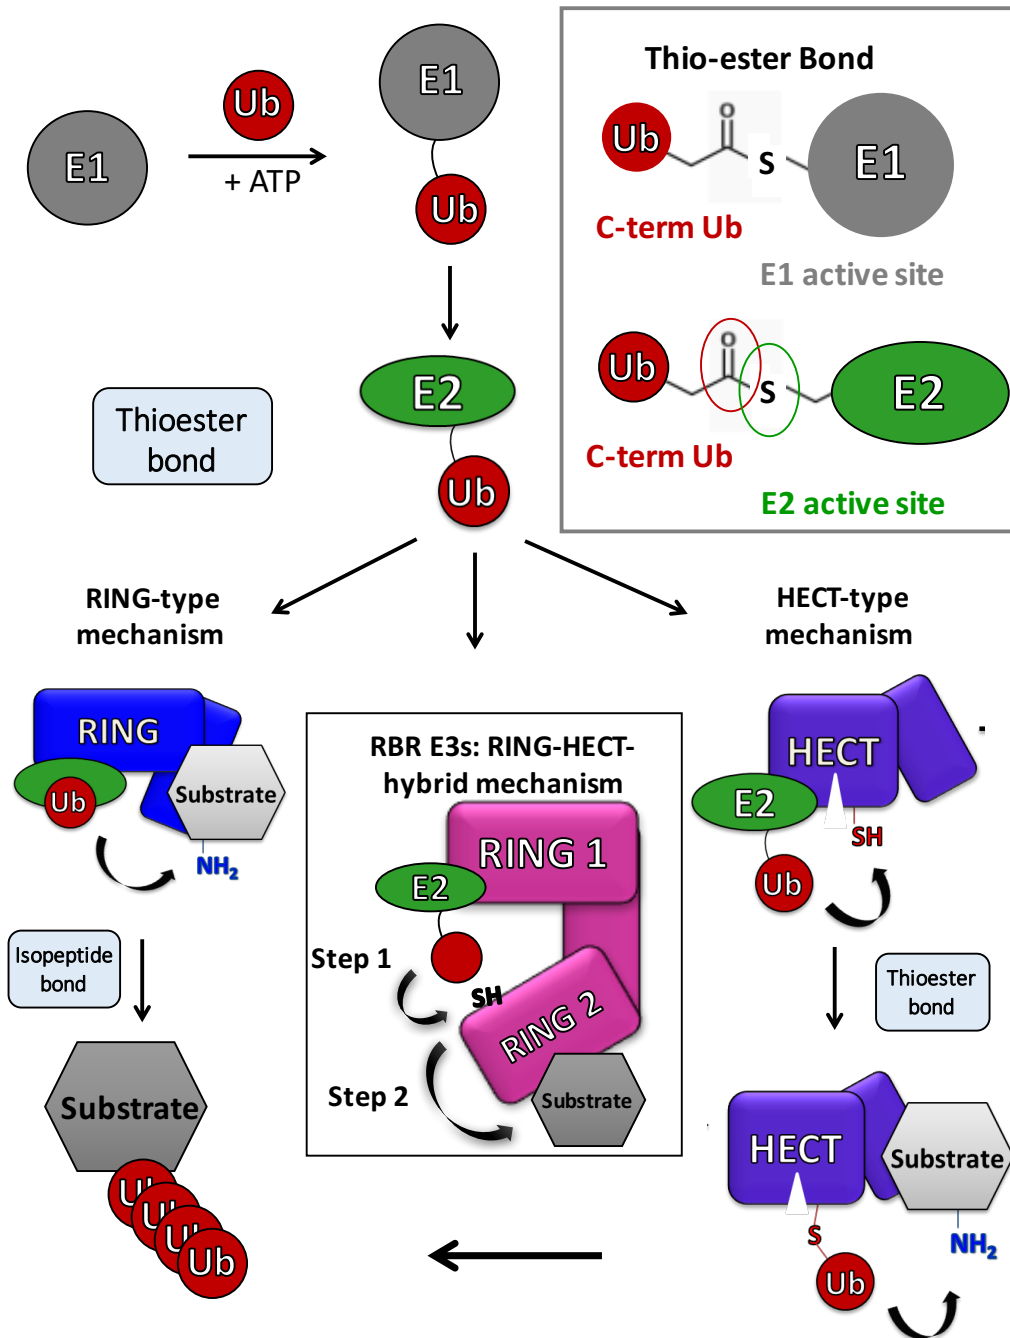 E1
Ub
+ ATP
E1
Ub
Thio-ester Bond
Ub
O
S
E1
C-term Ub
E1 active site
Ub
O
S
E2
C-term Ub
E2 active site
E2
Ub
Thioester
bond
RING-type
mechanism
RING
Ub
Substrate
NH2
Isopeptide
bond
Substrate
Ub
Ub
Ub
Ub
RBR E3s: RING-HECT-
hybrid mechanism
RING 1
E2
Step 1
SH
RING 2
Step 2
Substrate
HECT-type
mechanism
HECT
E2
SH
Ub
Thioester
bond
HECT
Substrate
S
NH2
Ub